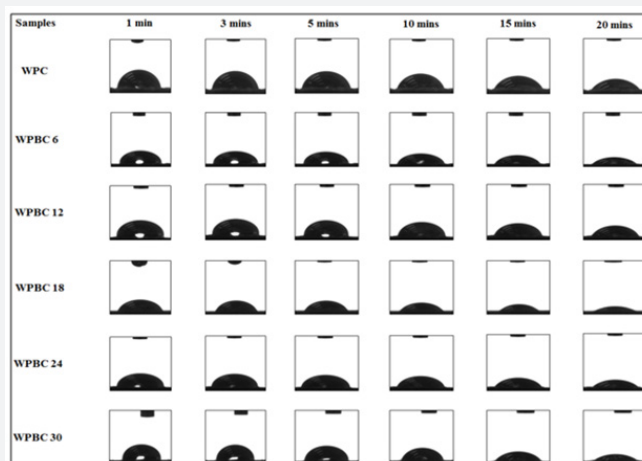 Samples 1 min 3 mins 5 mins 10 mins 15 mins 20 mins
WPC
WPBC 6
WPBC 12
WPBC 18
WPBC 24
WPBC 30